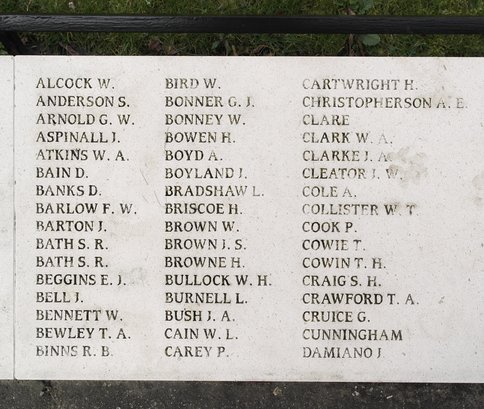 ALCOCK W.
ANDERSON S.
ARNOLD G. W.
ASPINALL J.
ATKINS W. A.
BAIN D.
BANKS D.
BARLOW F. W.
BARTON J.
BATH S. R.
BATH S. R.
BEGGINS E. J.
BELL J.
BENNETT W.
BEWLEY T. A.
BINNS R. B.
BIRD W.
BONNER G. J.
BONNEY W.
BOWEN H.
BOYD A.
BOYLAND J.
BRADSHAW L.
BRISCOE H.
BROWN W.
BROWN J. S.
BROWNE H.
BULLOCK W. H.
BURNELL L.
BUSH J. A.
CAIN W. L.
CAREY P.
CARTWRIGHT H.
CHRISTOPHERSON A. E.
CLARE
CLARK W. A.
CLARKE J. A.
CLEATOR J. W.
COLE A.
COLLISTER W. T.
COOK P.
COWIE T.
COWIN T. H.
CRAIG S. H.
CRAWFORD T. A.
CRUICE G.
CUNNINGHAM
DAMIANO J